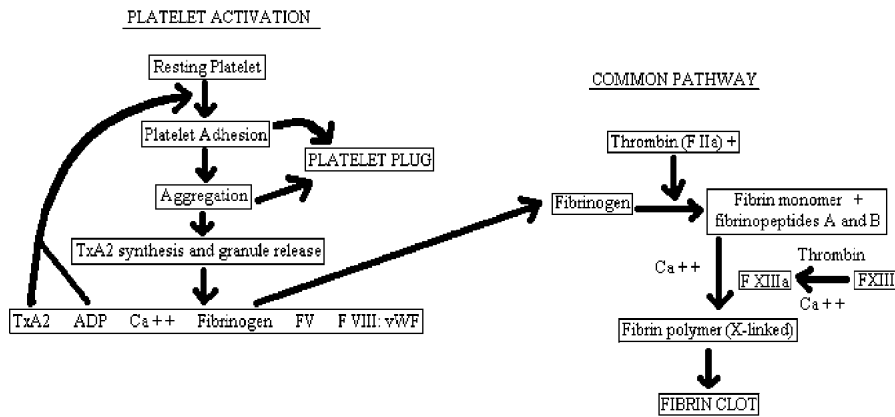 PLATELET ACTIVATION
Resting Platelet
Platelet Adhesion
PLATELET PLUG
Aggregation
TxA2 synthesis and granule release
TxA2 ADP Ca ++ Fibrinogen FV F VIII: vWF
COMMON PATHWAY
Thrombin (F IIa) +
Fibrinogen
Fibrin monomer +
fibrinopeptides A and B
Ca ++
Thrombin
F XIIIa
FXIII
Ca ++
Fibrin polymer (X-linked)
FIBRIN CLOT